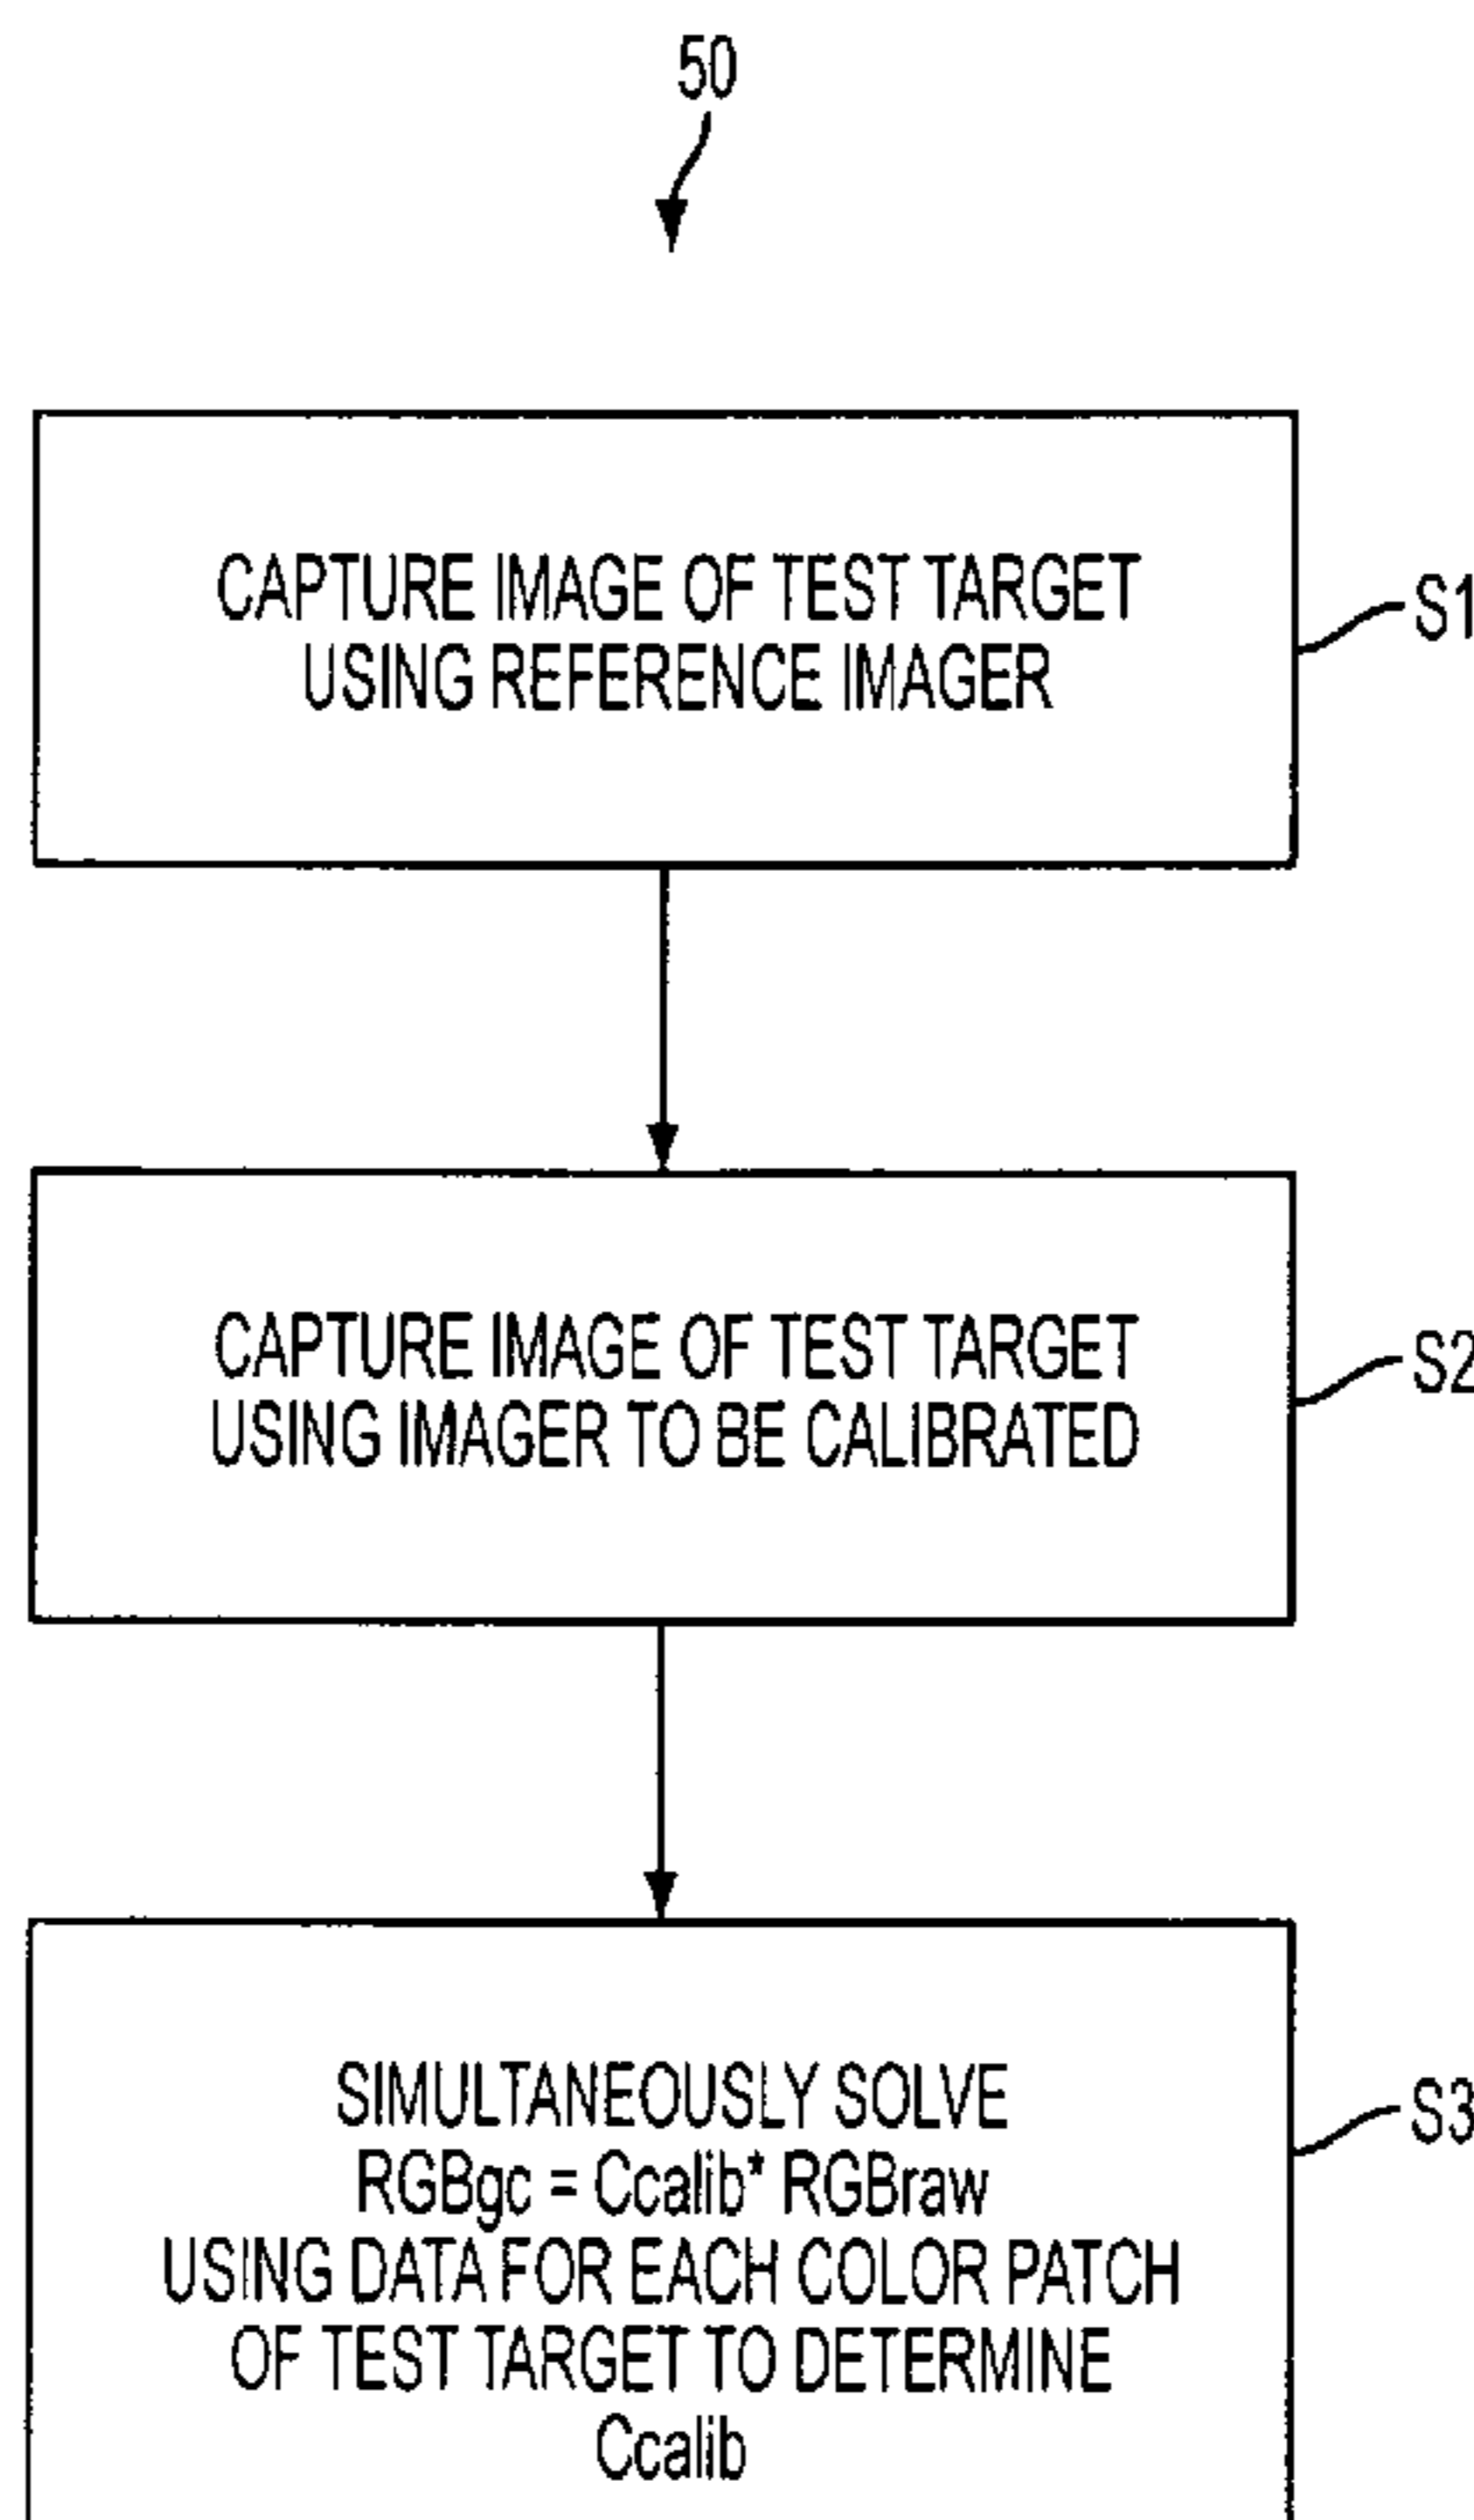 50
CAPTURE IMAGE OF TEST TARGET
USING REFERENCE IMAGER
S1
CAPTURE IMAGE OF TEST TARGET
USING IMAGER TO BE CALIBRATED
S2
SIMULTANEOUSLY SOLVE
RGBgc = Ccalib* RGBraw
USING DATA FOR EACH COLOR PATCH
OF TEST TARGET TO DETERMINE
Ccalib
S3